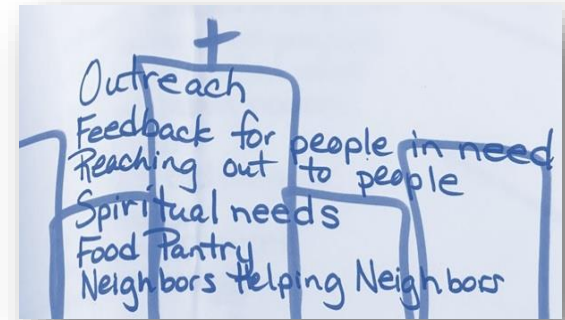 Outreach
Feedback for people in need
Reaching out to people
Spiritual needs
Food Pantry
Neighbors Helping Neighbors